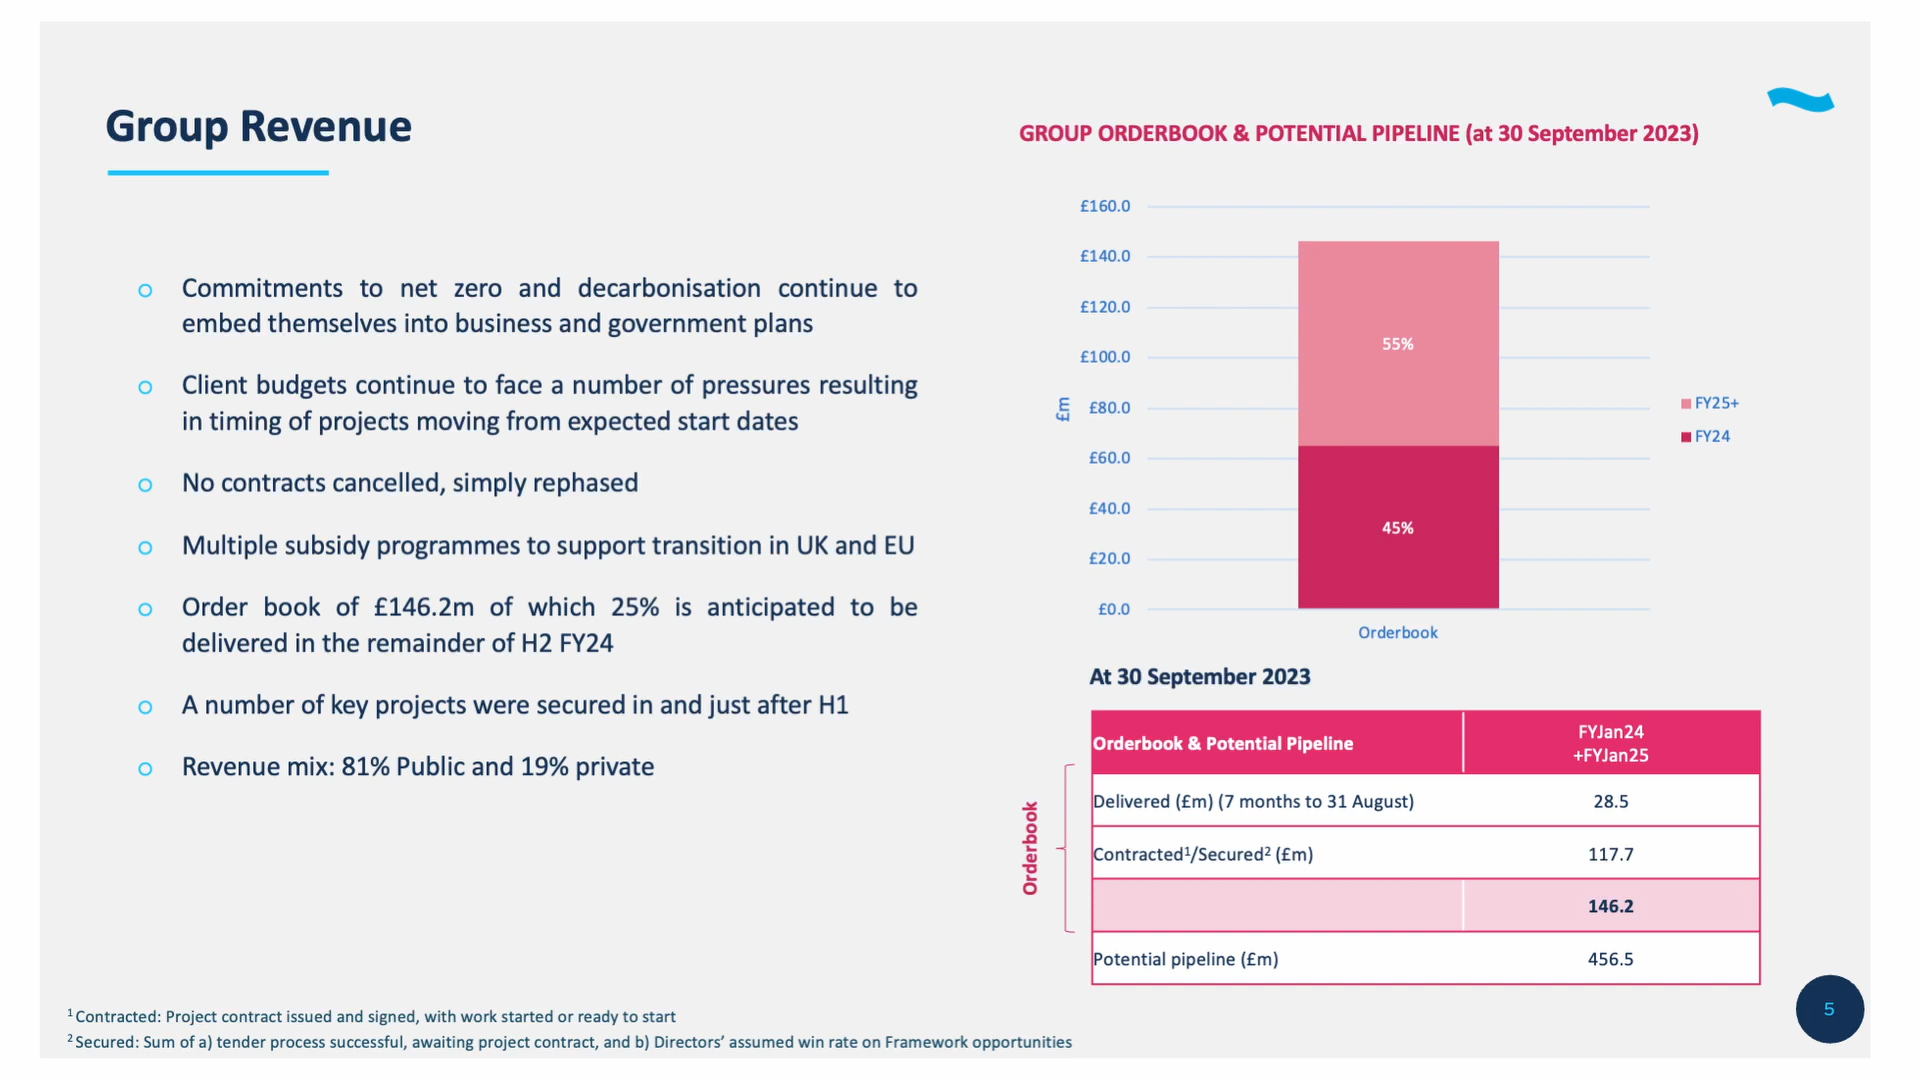 Group Revenue
Commitments to net zero and decarbonisation continue to
embed themselves into business and government plans
Client budgets continue to face a number of pressures resulting
in timing of projects moving from expected start dates
No contracts cancelled, simply rephased
Multiple subsidy programmes to support transition in UK and EU
Order book of £146.2m of which 25% is anticipated to be
delivered in the remainder of H2 FY24
A number of key projects were secured in and just after H1
Revenue mix: 81% Public and 19% private
GROUP ORDERBOOK & POTENTIAL PIPELINE (at 30 September 2023)
£160.0
£140.0
£120.0
£100.0
£80.0
£60.0
£40.0
£20.0
£0.0
£m
55%
45%
Orderbook
FY25+
FY24
At 30 September 2023
Orderbook & Potential Pipeline
FYJan24
+FYJan25
Orderbook
Delivered (£m) (7 months to 31 August) 28.5
Contracted¹/Secured² (£m) 117.7
146.2
Potential pipeline (£m) 456.5
¹ Contracted: Project contract issued and signed, with work started or ready to start
² Secured: Sum of a) tender process successful, awaiting project contract, and b) Directors’ assumed win rate on Framework opportunities
5